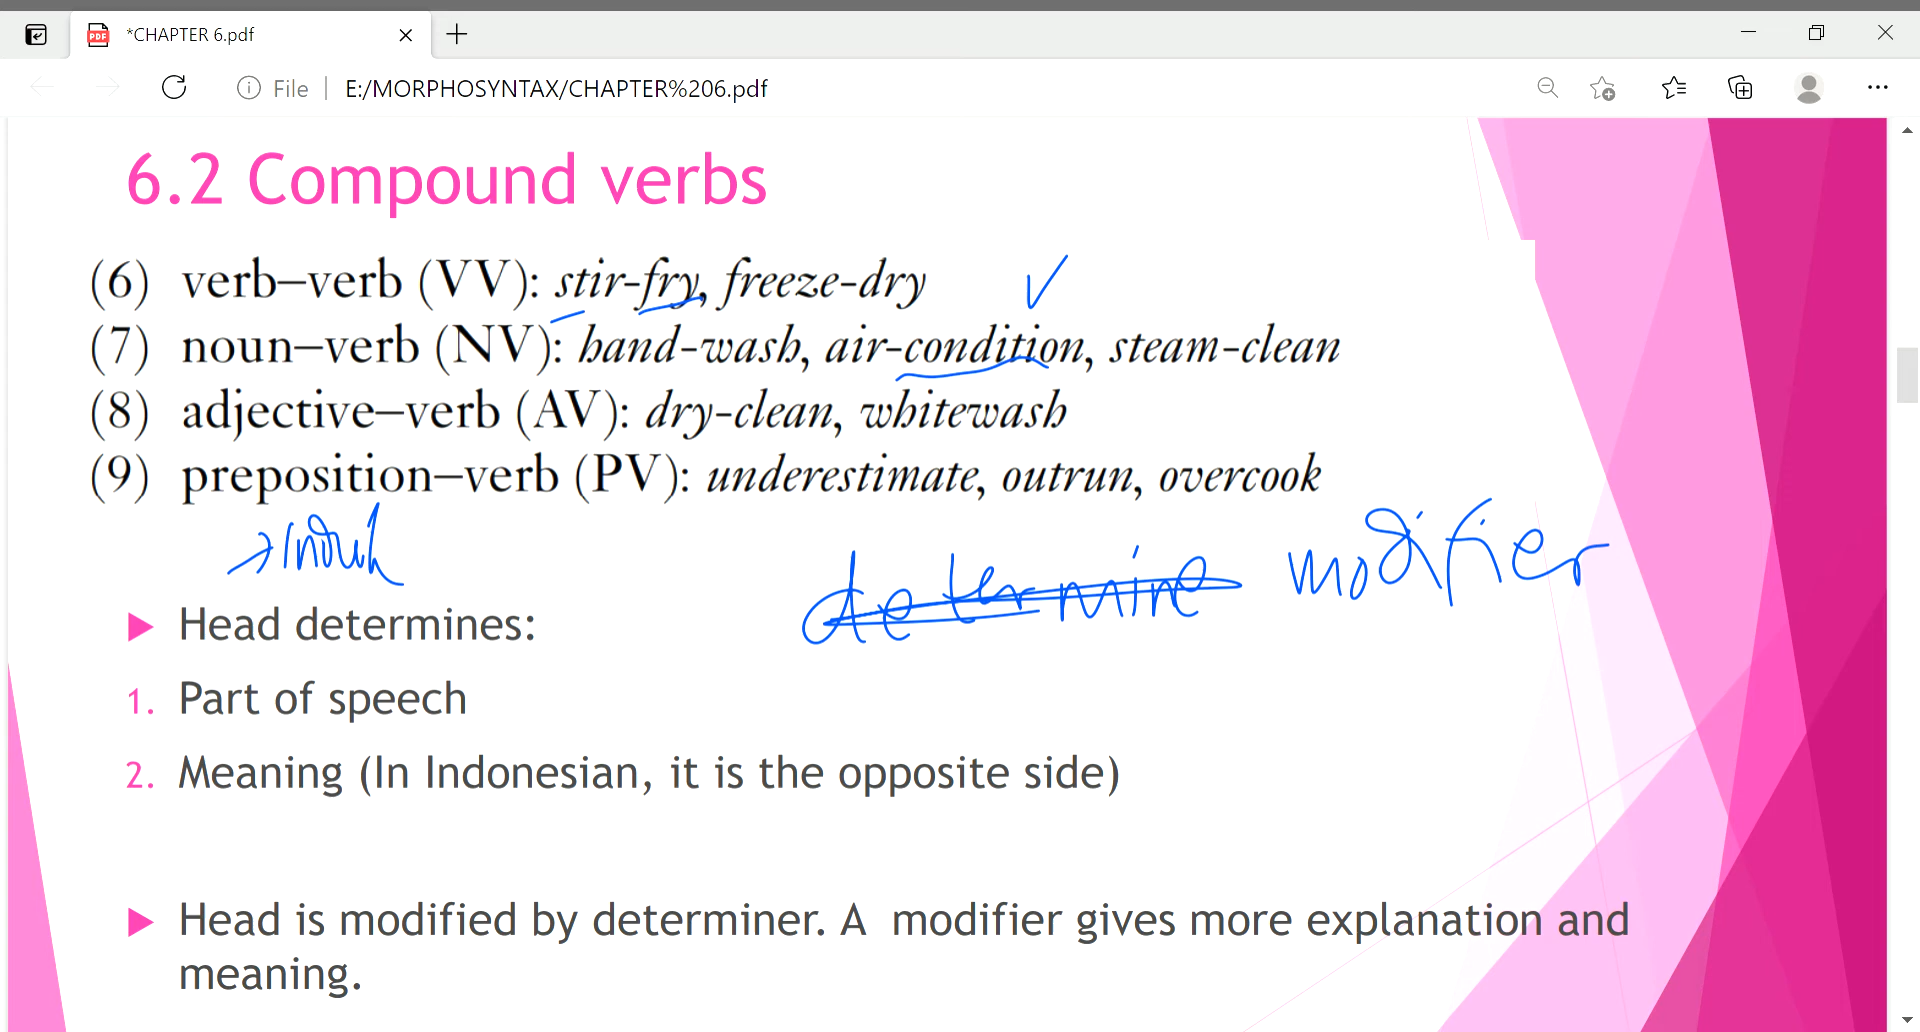 *CHAPTER 6.pdf
File | E:/MORPHOSYNTAX/CHAPTER%206.pdf
6.2 Compound verbs
(6) verb–verb (VV): stir-fry, freeze-dry
(7) noun–verb (NV): hand-wash, air-condition, steam-clean
(8) adjective–verb (AV): dry-clean, whitewash
(9) preposition–verb (PV): underestimate, outrun, overcook
→ induk
determine modifier
Head determines:
1. Part of speech
2. Meaning (In Indonesian, it is the opposite side)
Head is modified by determiner. A modifier gives more explanation and
meaning.